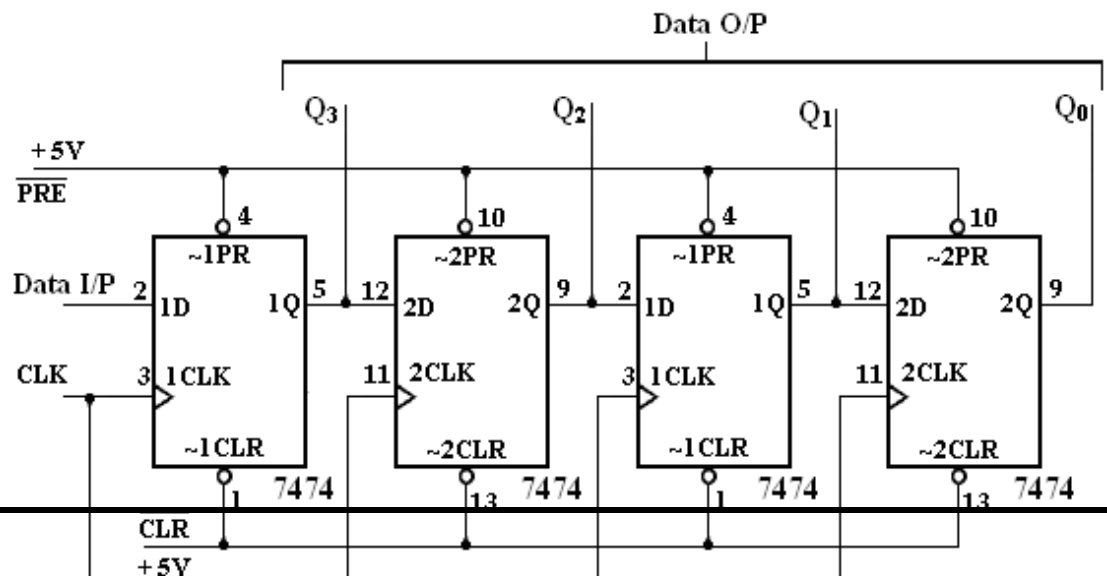 Data O/P
Q3 Q2 Q1 Q0
+5V
PRE
4 10 4 10
~1PR ~2PR ~1PR ~2PR
Data I/P 2 1D 1Q 5 12 2D 2Q 9 2 1D 1Q 5 12 2D 2Q 9
CLK 3 1CLK 11 2CLK 3 1CLK 11 2CLK
~1CLR ~2CLR ~1CLR ~2CLR
1 7474 13 7474 1 7474 13 7474
CLR
+5V